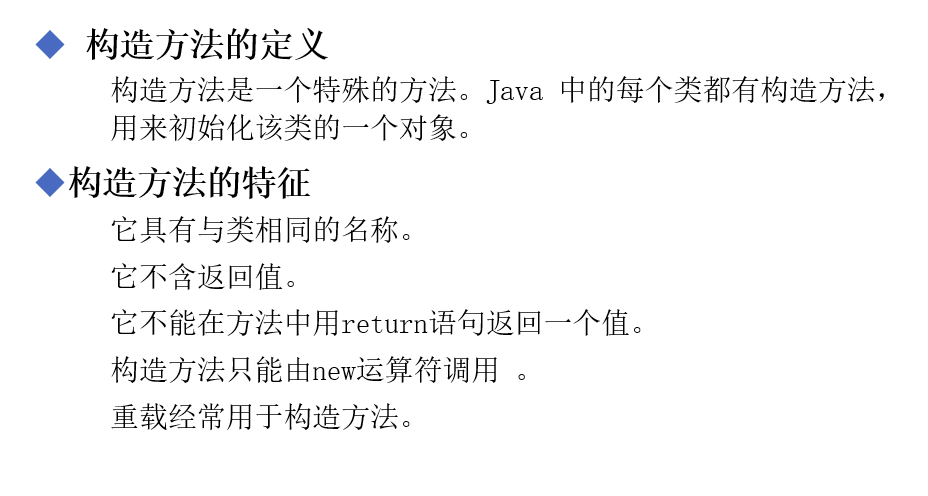 构造方法的定义
构造方法是一个特殊的方法。Java 中的每个类都有构造方法，
用来初始化该类的一个对象。
构造方法的特征
它具有与类相同的名称。
它不含返回值。
它不能在方法中用return语句返回一个值。
构造方法只能由new运算符调用 。
重载经常用于构造方法。